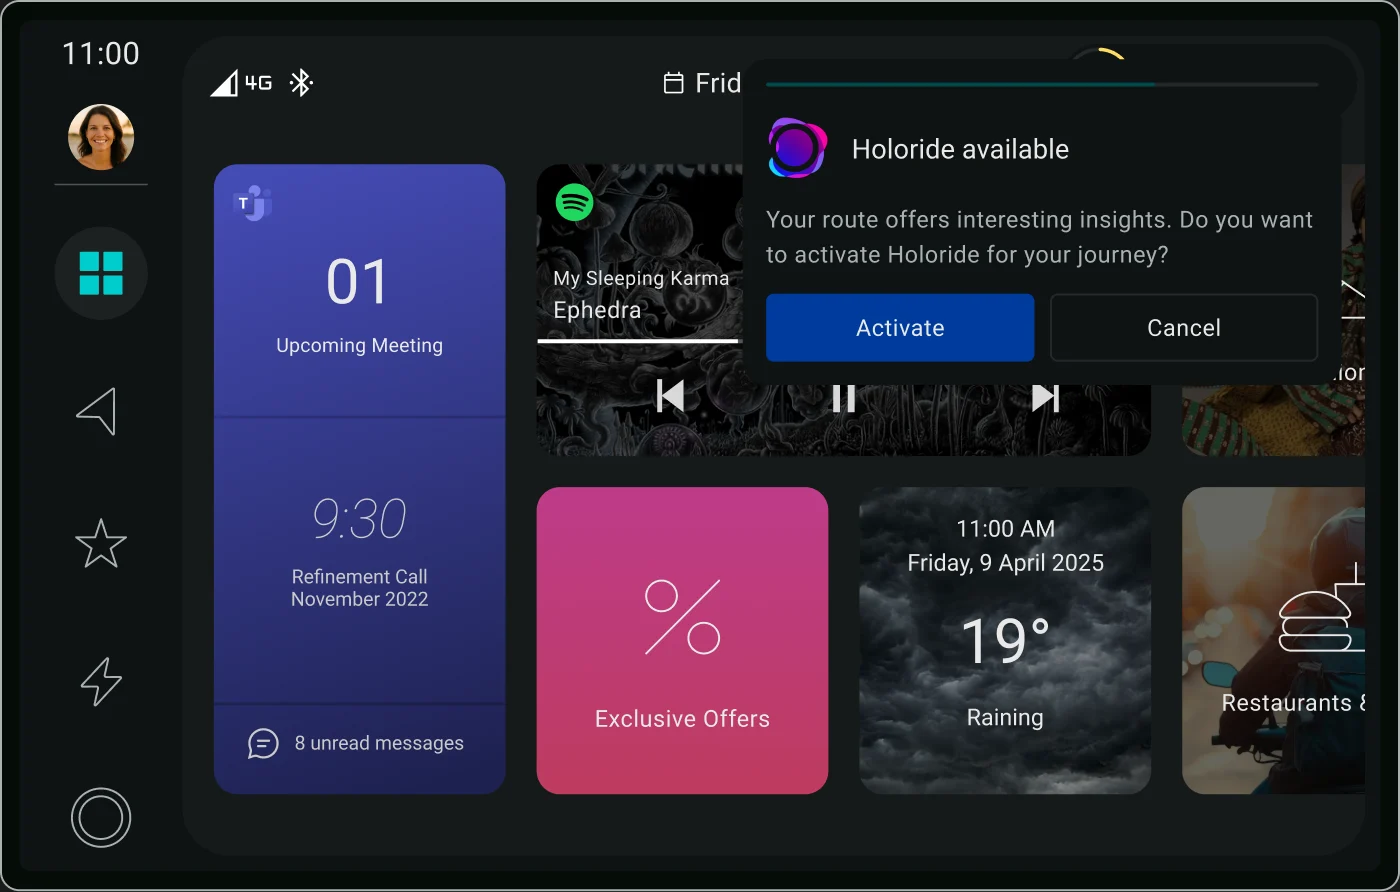 11:00
4G
Frid
Holoride available
Your route offers interesting insights. Do you want
to activate Holoride for your journey?
Activate
Cancel
T
01
Upcoming Meeting
9:30
Refinement Call
November 2022
8 unread messages
My Sleeping Karma
Ephedra
Exclusive Offers
11:00 AM
Friday, 9 April 2025
19°
Raining
Restaurants &